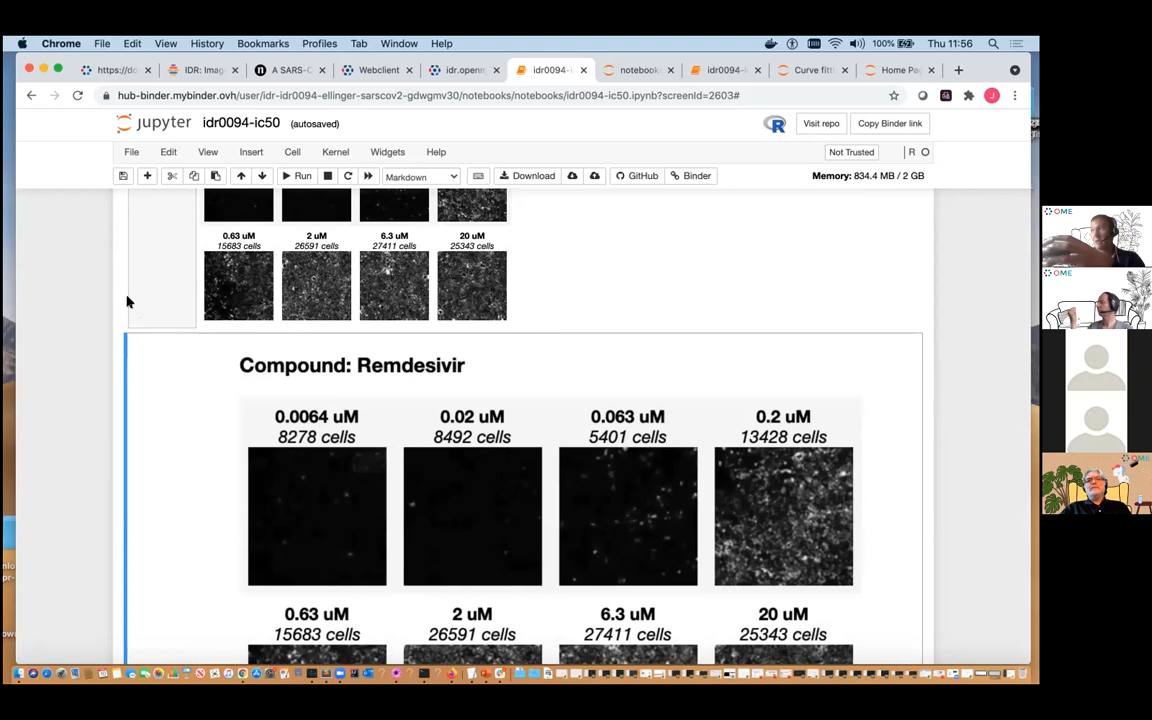 Chrome File Edit View History Bookmarks Profiles Tab Window Help
100% Thu 11:56
https://do
IDR: Imag
A SARS-C
Webclient
idr.openm
idr0094-i
notebook
idr0094-i
Curve fitt
Home Pag
hub-binder.mybinder.ovh/user/idr-idr0094-ellinger-sarscov2-gdwgmv30/notebooks/notebooks/idr0094-ic50.ipynb?screenId=2603#
J
jupyter idr0094-ic50 (autosaved)
R Visit repo Copy Binder link
File Edit View Insert Cell Kernel Widgets Help
Not Trusted R
Run Markdown Download GitHub Binder Memory: 834.4 MB / 2 GB
0.63 uM 2 uM 6.3 uM 20 uM
15683 cells 26591 cells 27411 cells 25343 cells
Compound: Remdesivir
0.0064 uM 0.02 uM 0.063 uM 0.2 uM
8278 cells 8492 cells 5401 cells 13428 cells
0.63 uM 2 uM 6.3 uM 20 uM
15683 cells 26591 cells 27411 cells 25343 cells
OME
OME
OME